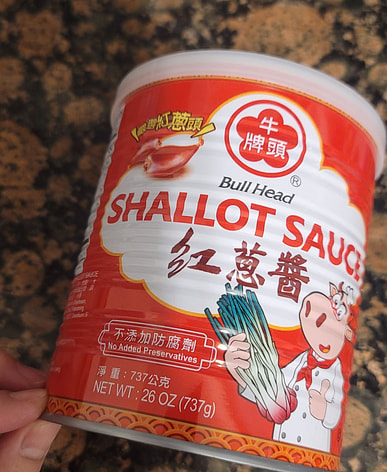 嚴選紅蔥頭
牛
牌頭
®
Bull Head
SHALLOT SAUCE
紅蔥醬
不添加防腐劑
No Added Preservatives
淨重：737公克
NET WT : 26 OZ (737g)